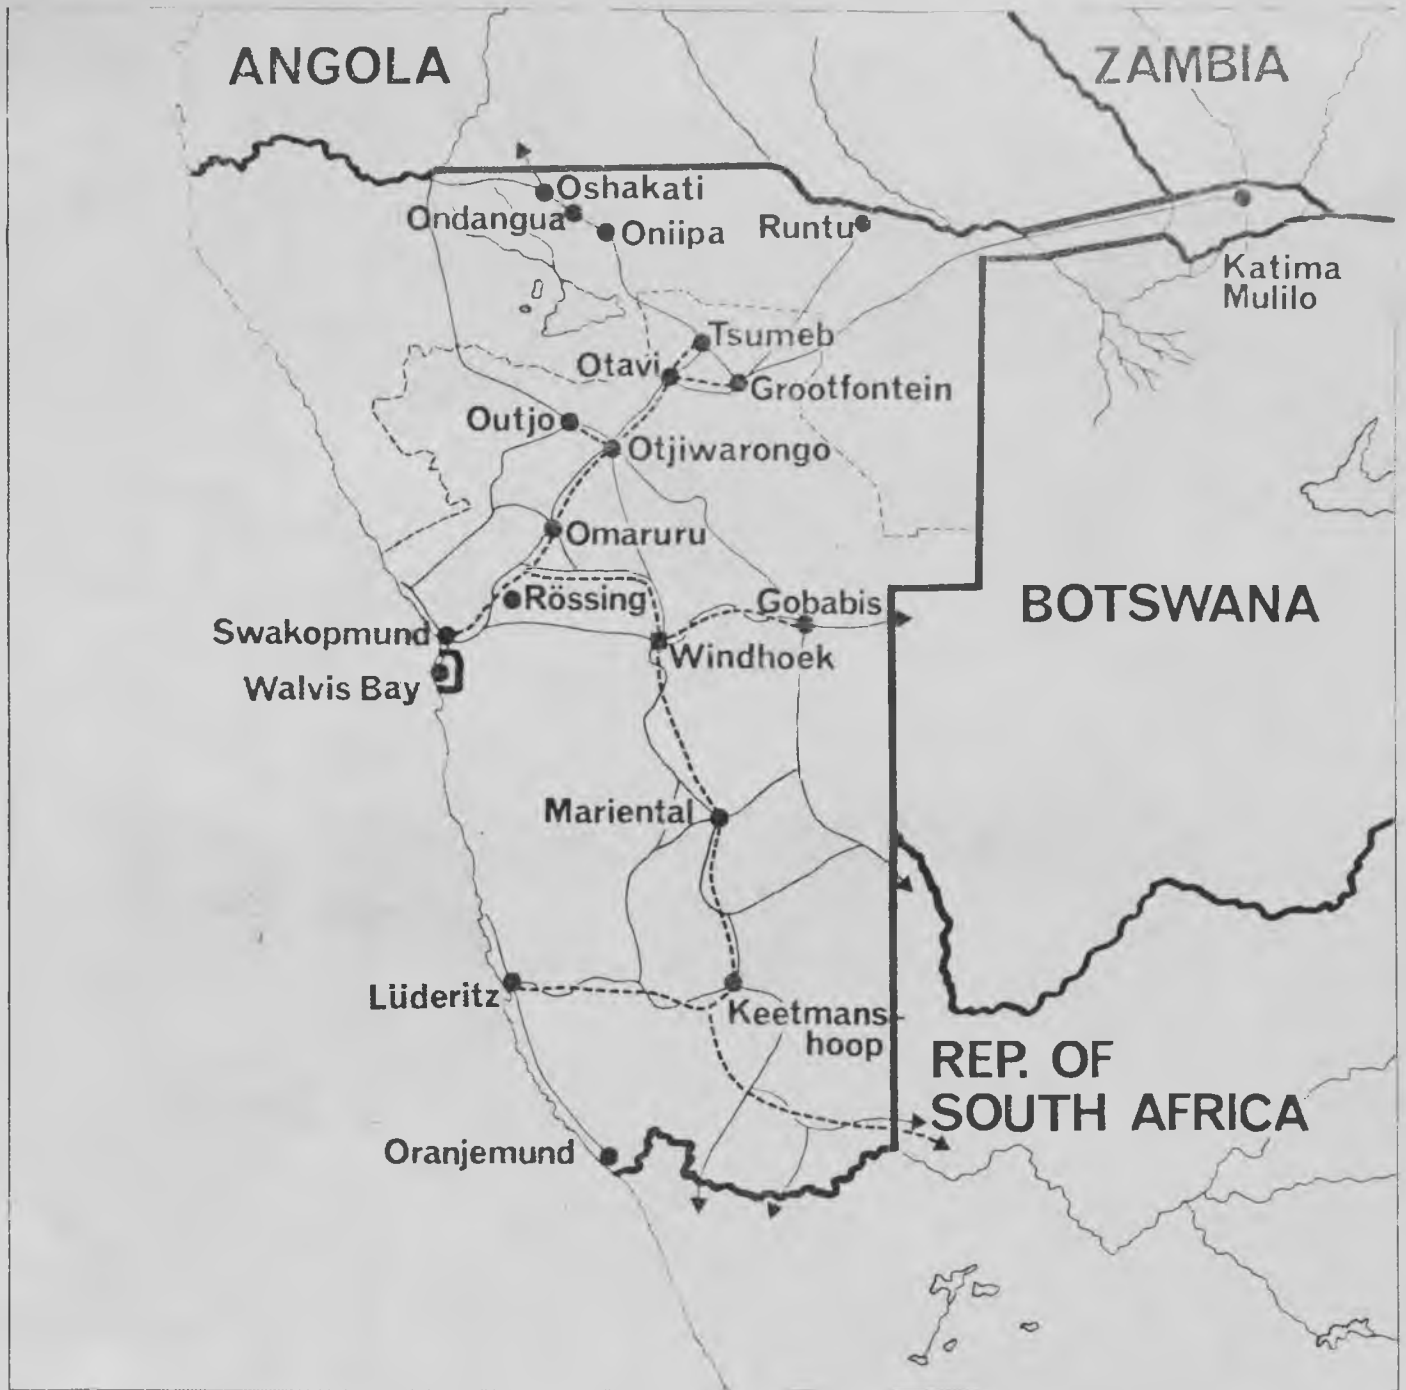 ANGOLA
ZAMBIA
Oshakati
Ondangua
Oniipa
Runtu
Katima
Mulilo
Tsumeb
Otavi
Grootfontein
Outjo
Otjiwarongo
Omaruru
Rössing
Gobabis
BOTSWANA
Swakopmund
Windhoek
Walvis Bay
Mariental
Lüderitz
Keetmans-
hoop
REP. OF
SOUTH AFRICA
Oranjemund